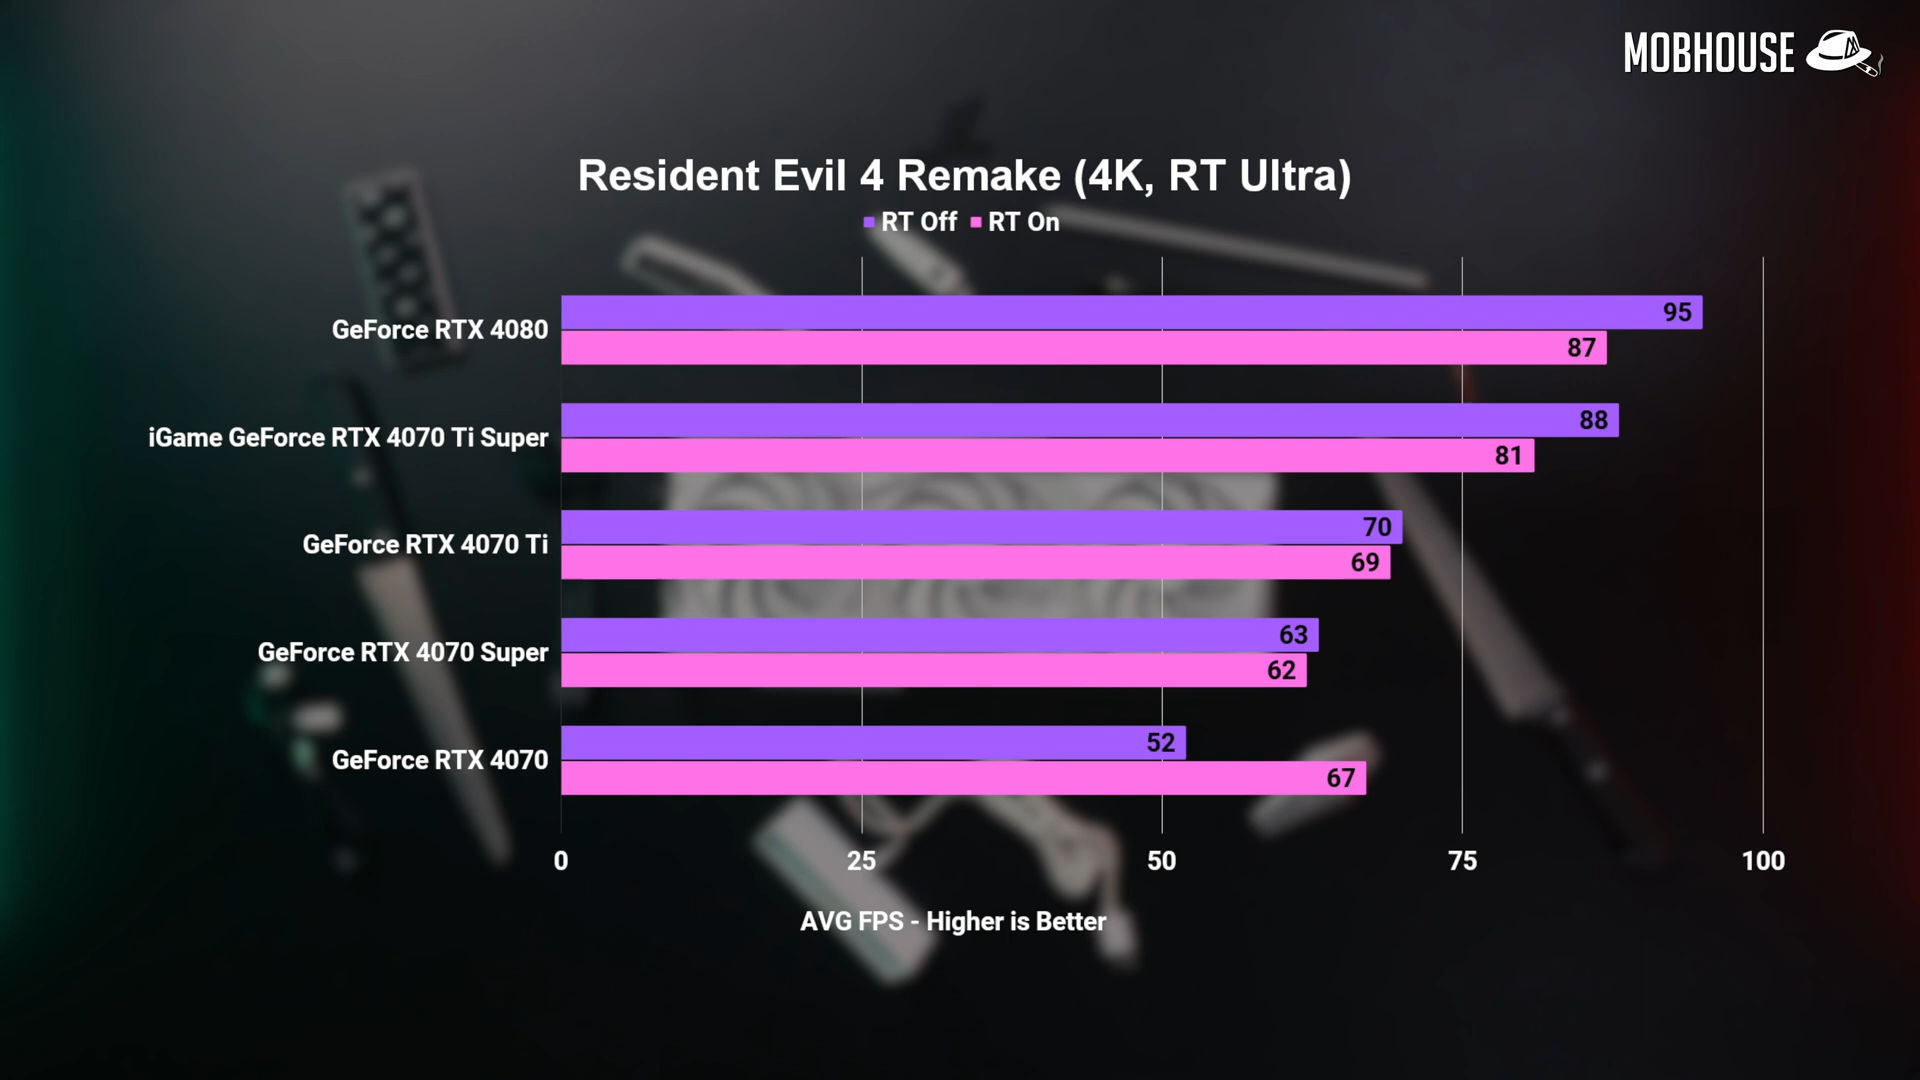 MOBHOUSE
Resident Evil 4 Remake (4K, RT Ultra)
RT Off RT On
GeForce RTX 4080
95
87
iGame GeForce RTX 4070 Ti Super
88
81
GeForce RTX 4070 Ti
70
69
GeForce RTX 4070 Super
63
62
GeForce RTX 4070
52
67
0 25 50 75 100
AVG FPS - Higher is Better